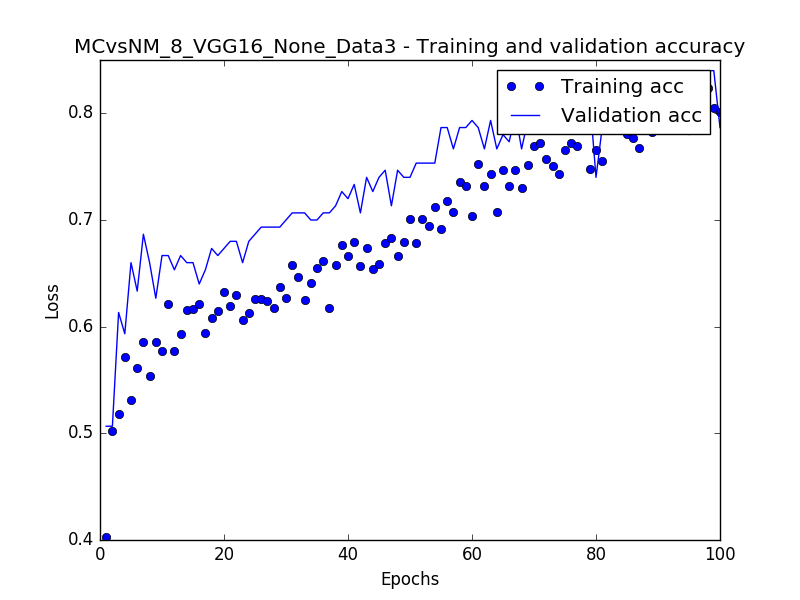 MCvsNM_8_VGG16_None_Data3 - Training and validation accuracy
Training acc
Validation acc
0.8
0.7
0.6
0.5
0.4
Loss
0 20 40 60 80 100
Epochs